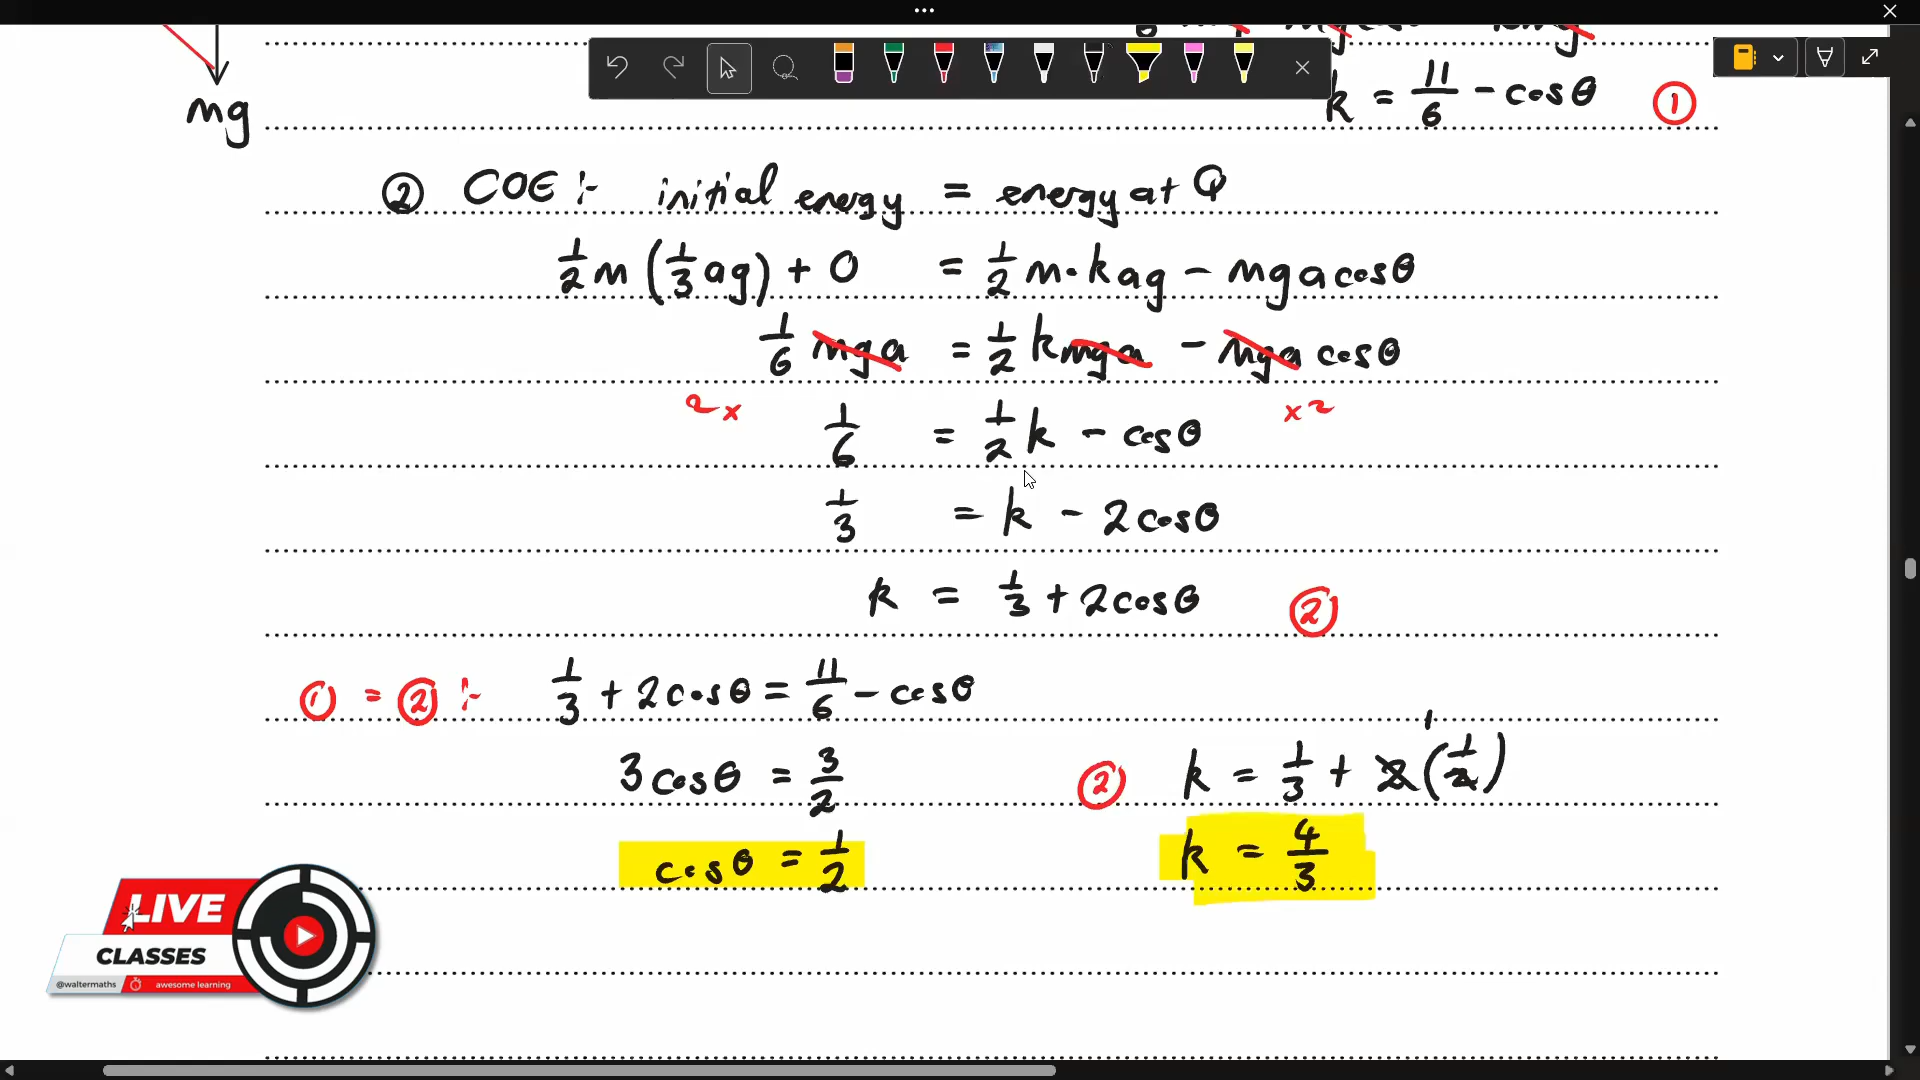 mg
k = 11/6 - cosθ ①
② COE :- initial energy = energy at Q
1/2 m (1/3 ag) + 0 = 1/2 m · k ag - mg a cosθ
1/6 mga = 1/2 k mga - mga cosθ
2 x x 2
1/6 = 1/2 k - cosθ
1/3 = k - 2cosθ
k = 1/3 + 2cosθ ②
① = ② :- 1/3 + 2cosθ = 11/6 - cosθ
3cosθ = 3/2
cosθ = 1/2
② k = 1/3 + 2 (1/2) 1
k = 4/3
LIVE
CLASSES
@waltermaths awesome learning